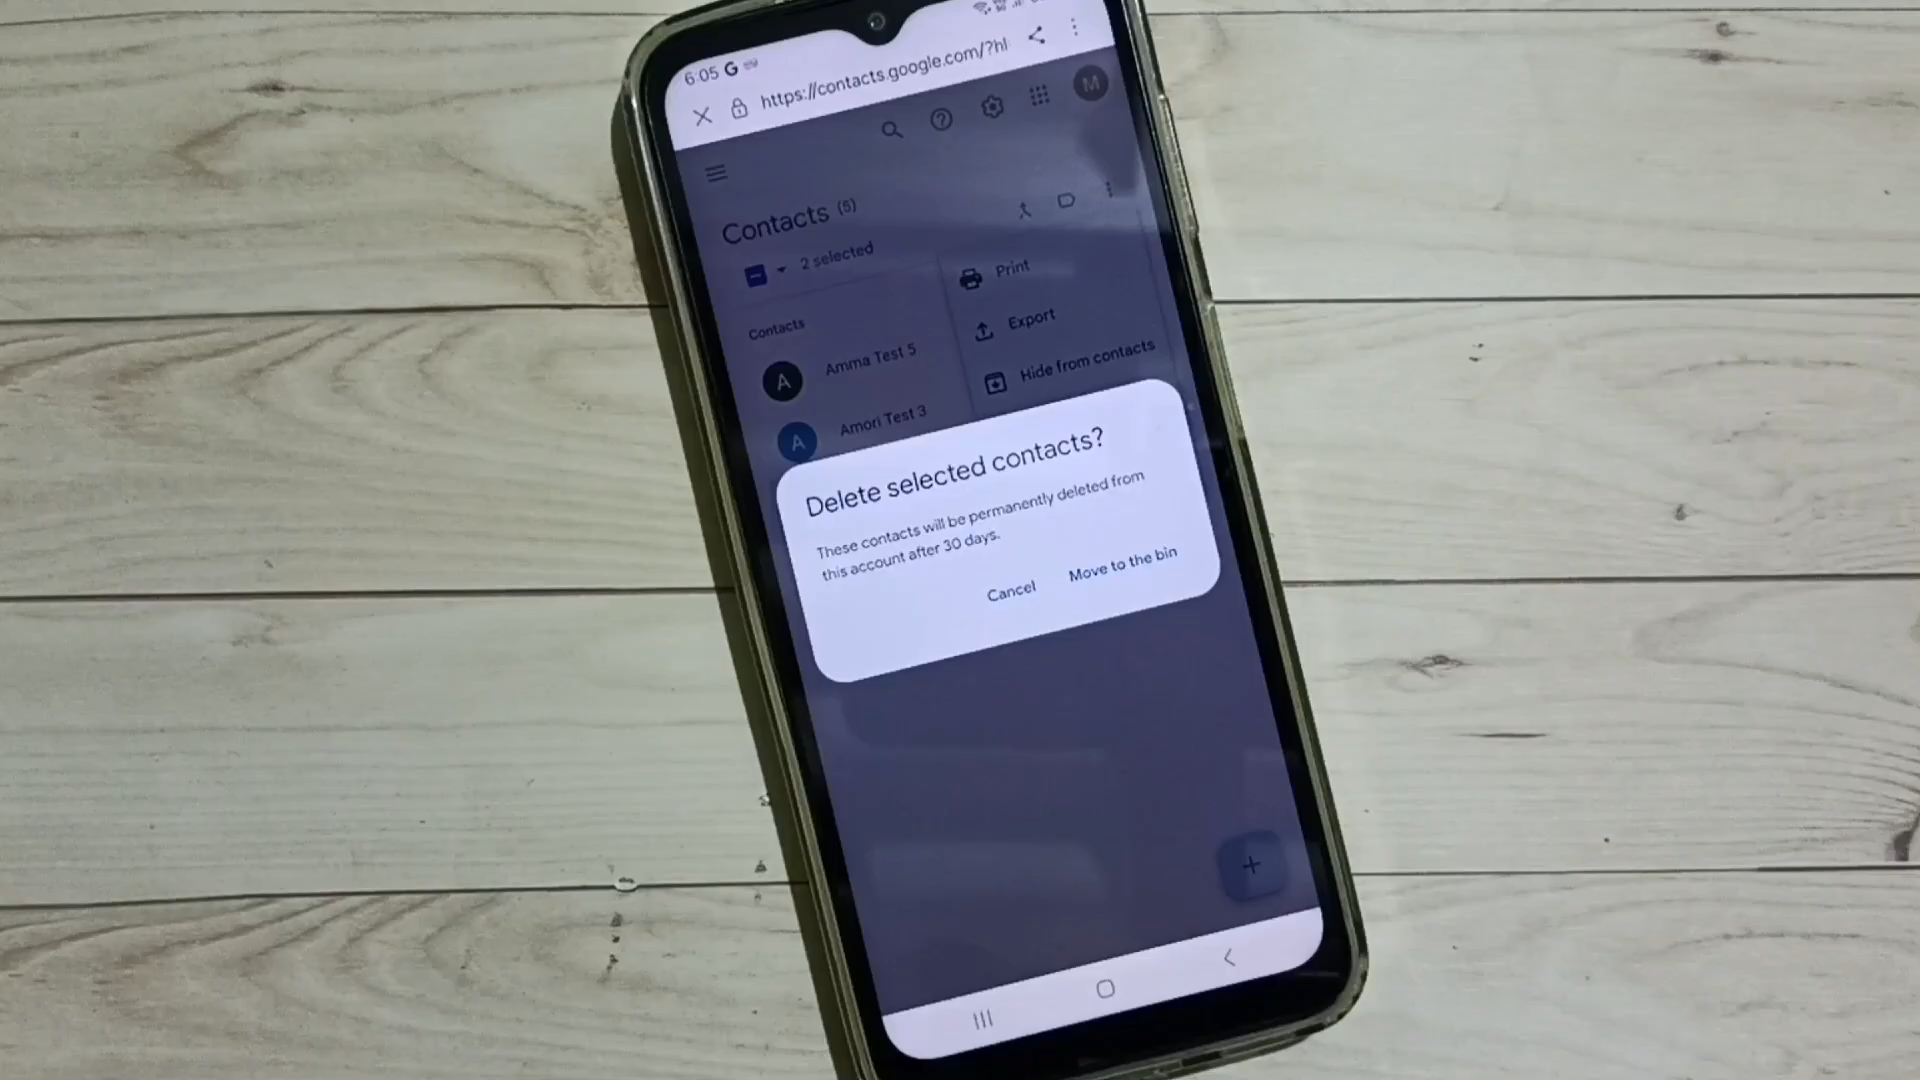 6:05 G
https://contacts.google.com/?hl
M
Contacts (5)
2 selected
Print
Export
Hide from contacts
Contacts
A Amma Test 5
A Amori Test 3
Delete selected contacts?
These contacts will be permanently deleted from
this account after 30 days.
Cancel
Move to the bin